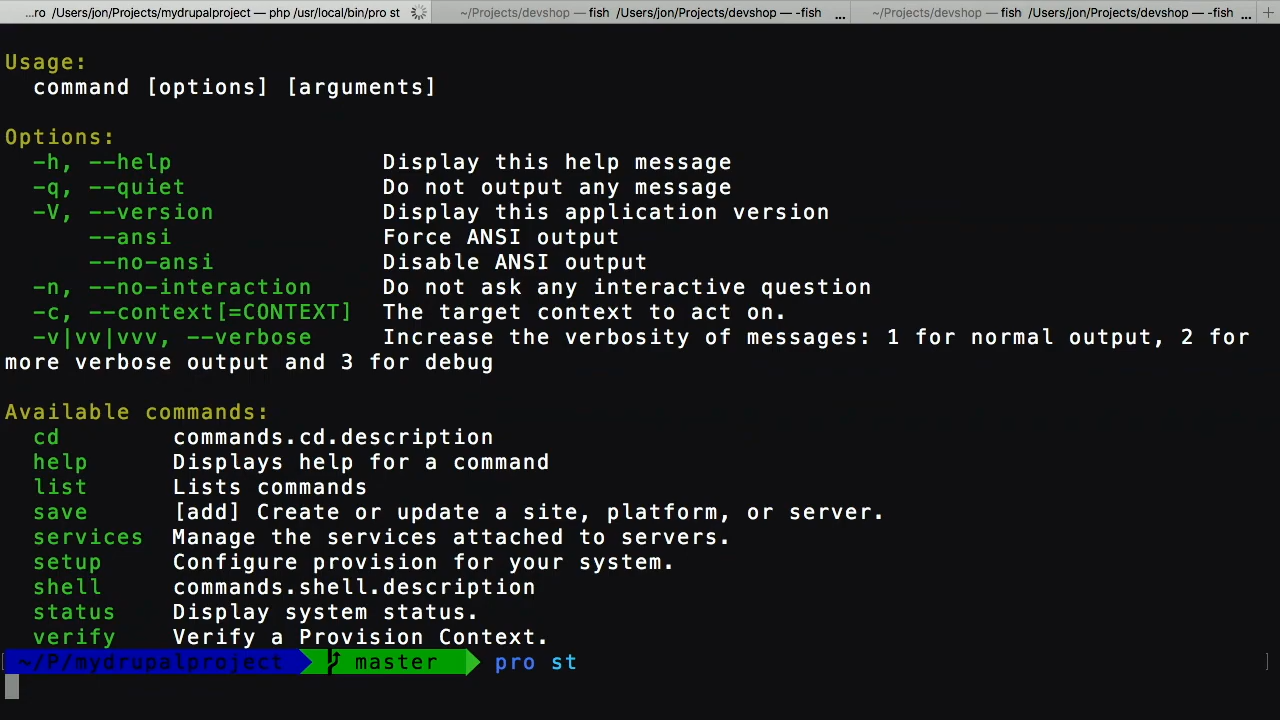 ...ro /Users/jon/Projects/mydrupalproject — php /usr/local/bin/pro st
~/Projects/devshop — fish /Users/jon/Projects/devshop — -fish ...
~/Projects/devshop — fish /Users/jon/Projects/devshop — -fish ... +
Usage:
command [options] [arguments]
Options:
-h, --help Display this help message
-q, --quiet Do not output any message
-V, --version Display this application version
--ansi Force ANSI output
--no-ansi Disable ANSI output
-n, --no-interaction Do not ask any interactive question
-c, --context[=CONTEXT] The target context to act on.
-v|vv|vvv, --verbose Increase the verbosity of messages: 1 for normal output, 2 for
more verbose output and 3 for debug
Available commands:
cd commands.cd.description
help Displays help for a command
list Lists commands
save [add] Create or update a site, platform, or server.
services Manage the services attached to servers.
setup Configure provision for your system.
shell commands.shell.description
status Display system status.
verify Verify a Provision Context.
[ ~/P/mydrupalproject master pro st ]